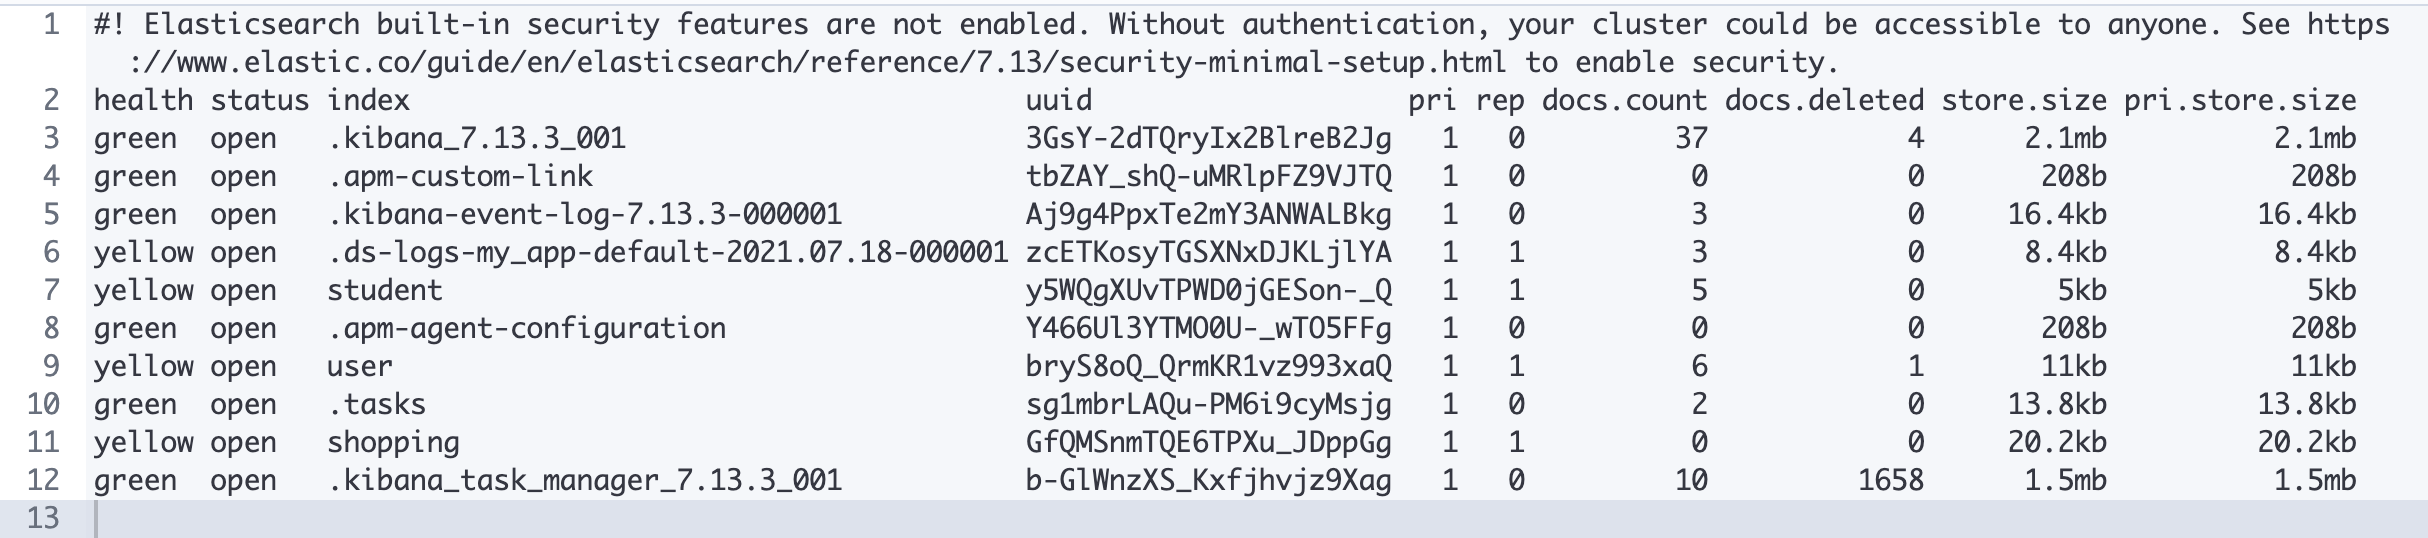 1 #! Elasticsearch built-in security features are not enabled. Without authentication, your cluster could be accessible to anyone. See https
://www.elastic.co/guide/en/elasticsearch/reference/7.13/security-minimal-setup.html to enable security.
2 health status index uuid pri rep docs.count docs.deleted store.size pri.store.size
3 green open .kibana_7.13.3_001 3GsY-2dTQryIx2BlreB2Jg 1 0 37 4 2.1mb 2.1mb
4 green open .apm-custom-link tbZAY_shQ-uMRlpFZ9VJTQ 1 0 0 0 208b 208b
5 green open .kibana-event-log-7.13.3-000001 Aj9g4PpxTe2mY3ANWALBkg 1 0 3 0 16.4kb 16.4kb
6 yellow open .ds-logs-my_app-default-2021.07.18-000001 zcETKosyTGSXNxDJKLjlYA 1 1 3 0 8.4kb 8.4kb
7 yellow open student y5WQgXUvTPWD0jGESon-_Q 1 1 5 0 5kb 5kb
8 green open .apm-agent-configuration Y466Ul3YTMO0U-_wTO5FFg 1 0 0 0 208b 208b
9 yellow open user bryS8oQ_QrmKR1vz993xaQ 1 1 6 1 11kb 11kb
10 green open .tasks sg1mbrLAQu-PM6i9cyMsjg 1 0 2 0 13.8kb 13.8kb
11 yellow open shopping GfQMSnmTQE6TPXu_JDppGg 1 1 0 0 20.2kb 20.2kb
12 green open .kibana_task_manager_7.13.3_001 b-GlWnzXS_Kxfjhvjz9Xag 1 0 10 1658 1.5mb 1.5mb
13